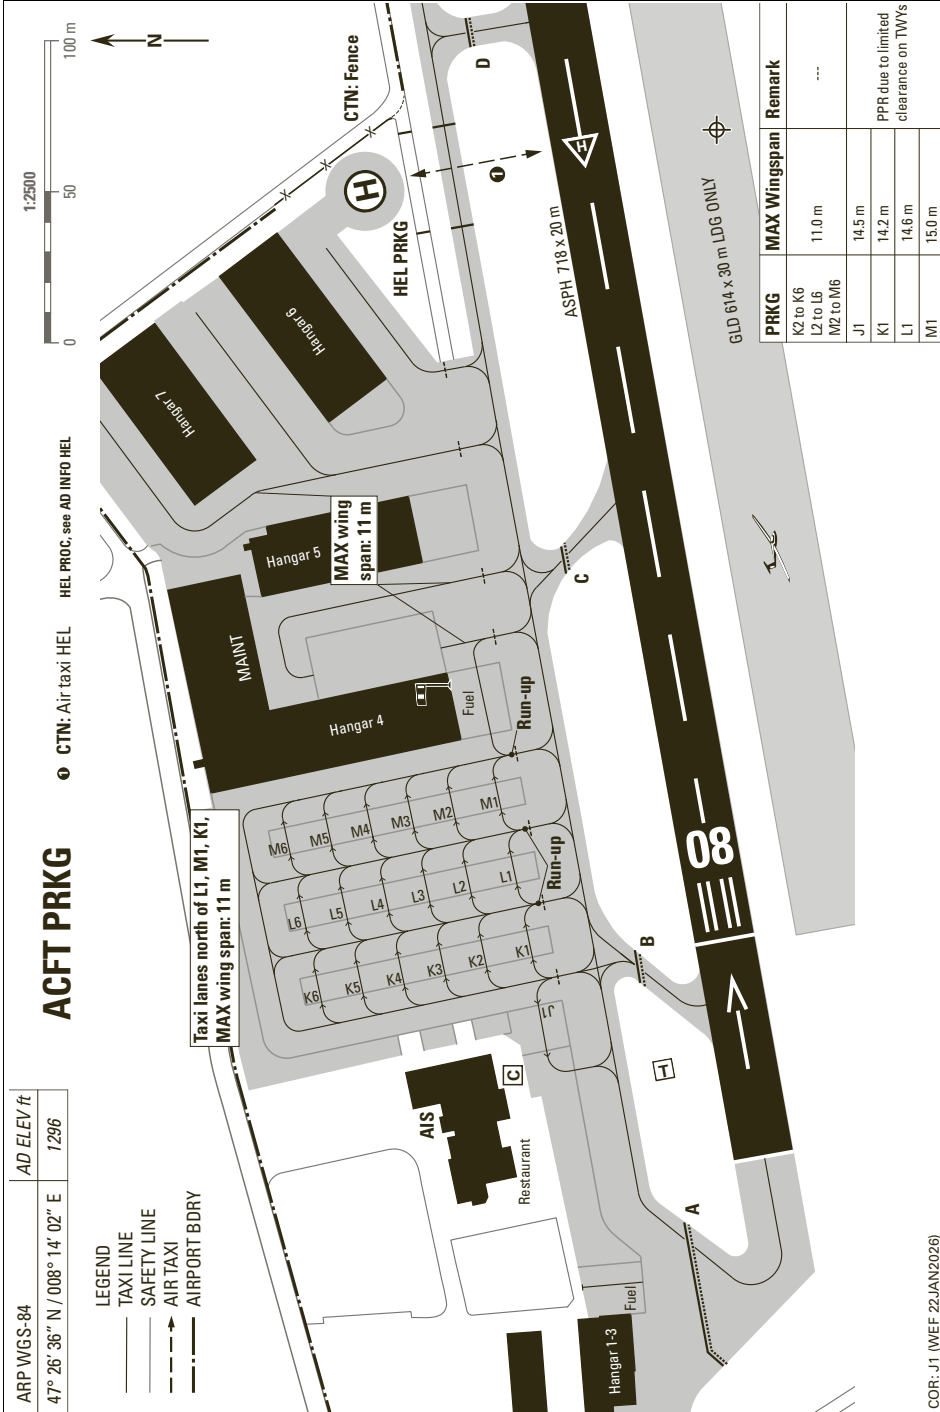 ARP WGS-84
AD ELEV ft
47° 26' 36" N / 008° 14' 02" E
1296
ACFT PRKG
❶ CTN: Air taxi HEL
HEL PROC, see AD INFO HEL
1:2500
0
50
100 m
N
LEGEND
TAXI LINE
SAFETY LINE
AIR TAXI
AIRPORT BDRY
Taxi lanes north of L1, M1, K1,
MAX wing span: 11 m
MAINT
Hangar 4
Hangar 5
Hangar 6
Hangar 7
MAX wing
span: 11 m
CTN: Fence
H
HEL PRKG
❶
Fuel
Run-up
Run-up
M6
M5
M4
M3
M2
M1
L6
L5
L4
L3
L2
L1
K6
K5
K4
K3
K2
K1
J1
AIS
C
Restaurant
T
Hangar 1-3
Fuel
A
B
C
D
08
H
ASPH 718 x 20 m
GLD 614 x 30 m LDG ONLY
PRKG
MAX Wingspan
Remark
K2 to K6
L2 to L6
M2 to M6
11.0 m
---
J1
14.5 m
K1
14.2 m
L1
14.6 m
M1
15.0 m
PPR due to limited
clearance on TWYs
COR: J1 (WEF 22JAN2026)